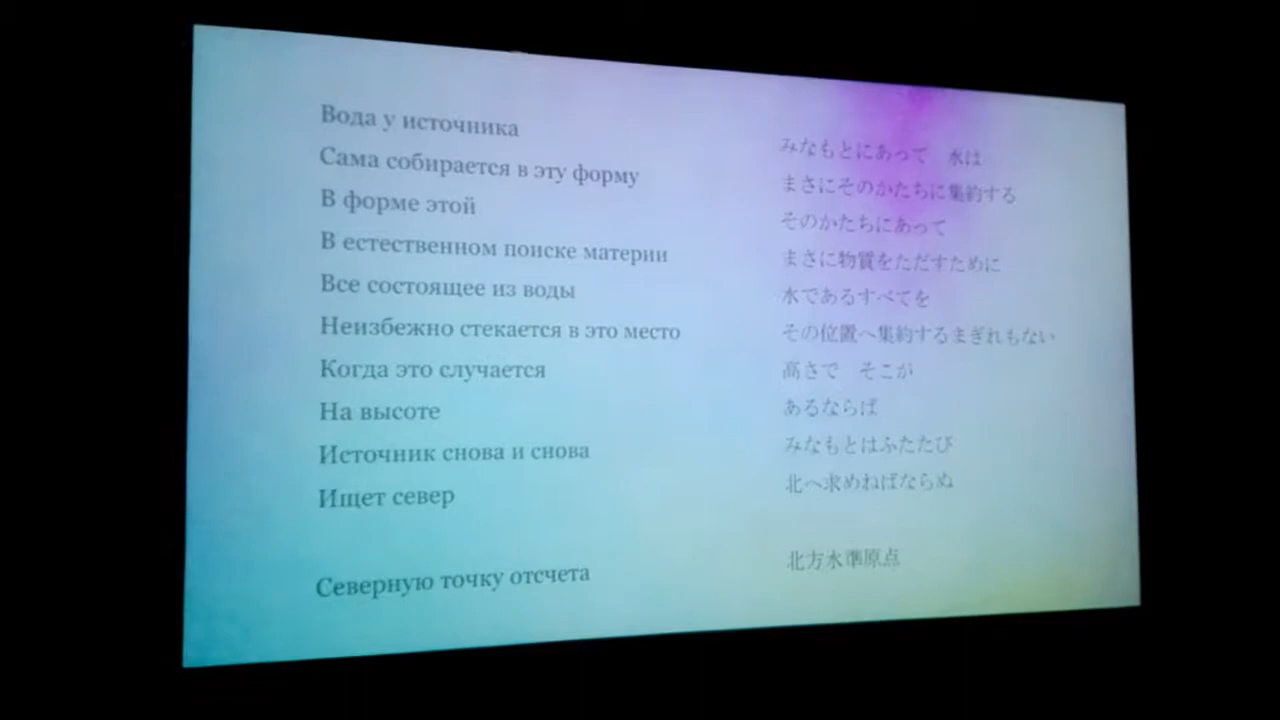 Вода у источника
Сама собирается в эту форму
В форме этой
В естественном поиске материи
Все состоящее из воды
Неизбежно стекается в это место
Когда это случается
На высоте
Источник снова и снова
Ищет север
Северную точку отсчета
みなもとにあって　水は
まさにそのかたちに集約する
そのかたちにあって
まさに物質をただすために
水であるすべてを
その位置へ集約するまぎれもない
高さで　そこが
あるならば
みなもとはふたたび
北へ求めねばならぬ
北方水準原点